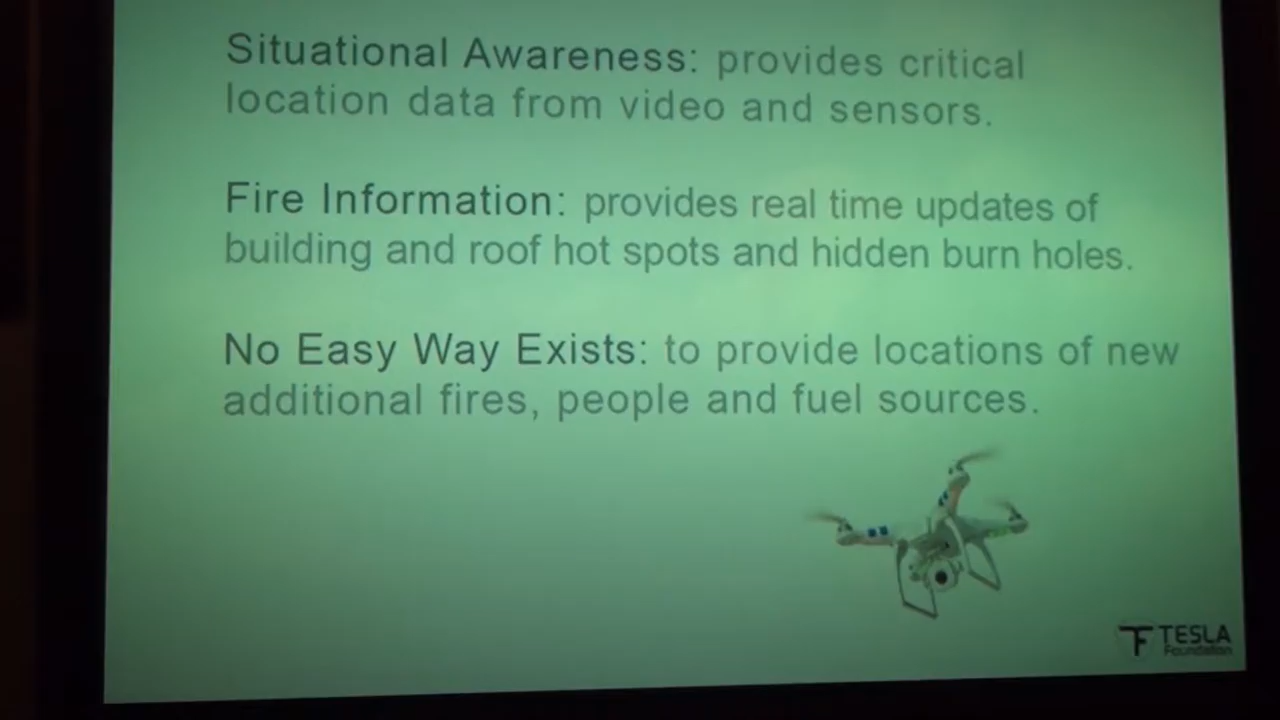 Situational Awareness: provides critical
location data from video and sensors.
Fire Information: provides real time updates of
building and roof hot spots and hidden burn holes.
No Easy Way Exists: to provide locations of new
additional fires, people and fuel sources.
TF TESLA
Foundation